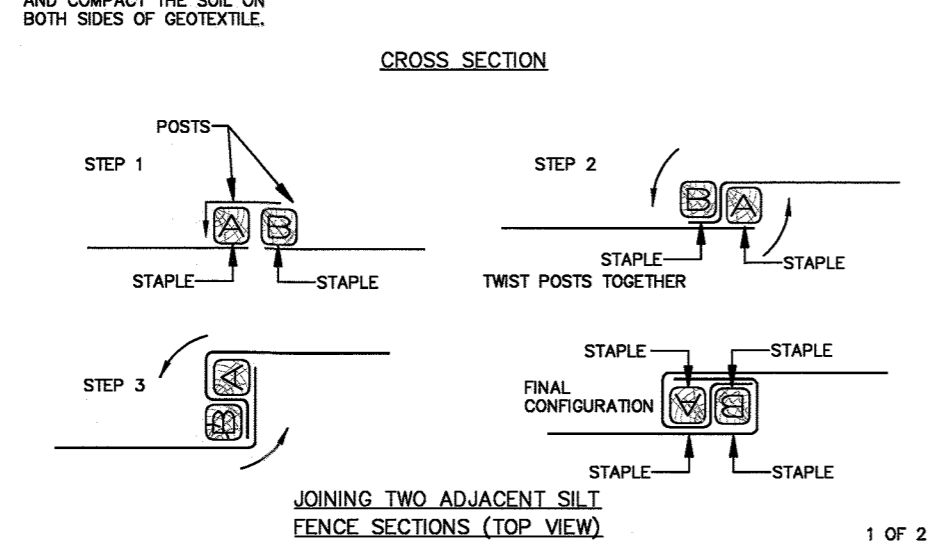 AND COMPACT THE SOIL ON
BOTH SIDES OF GEOTEXTILE.
CROSS SECTION
POSTS
STEP 1
A B
STAPLE
STAPLE
STEP 2
B A
STAPLE
STAPLE
TWIST POSTS TOGETHER
STEP 3
A
B
STAPLE
STAPLE
FINAL
CONFIGURATION
A B
STAPLE
STAPLE
JOINING TWO ADJACENT SILT
FENCE SECTIONS (TOP VIEW)
1 OF 2